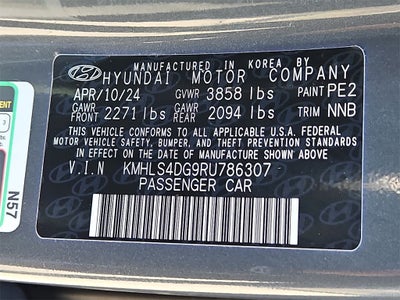 MANUFACTURED IN KOREA BY
HYUNDAI MOTOR COMPANY
APR/10/24 GVWR 3858 lbs PAINT PE2
GAWR FRONT 2271 lbs GAWR REAR 2094 lbs TRIM NNB
THIS VEHICLE CONFORMS TO ALL APPLICABLE U.S.A. FEDERAL
MOTOR VEHICLE SAFETY, BUMPER, AND THEFT PREVENTION STANDARDS
IN EFFECT ON THE DATE OF MANUFACTURE SHOWN ABOVE.
V.I.N KMHLS4DG9RU786307
PASSENGER CAR
N57